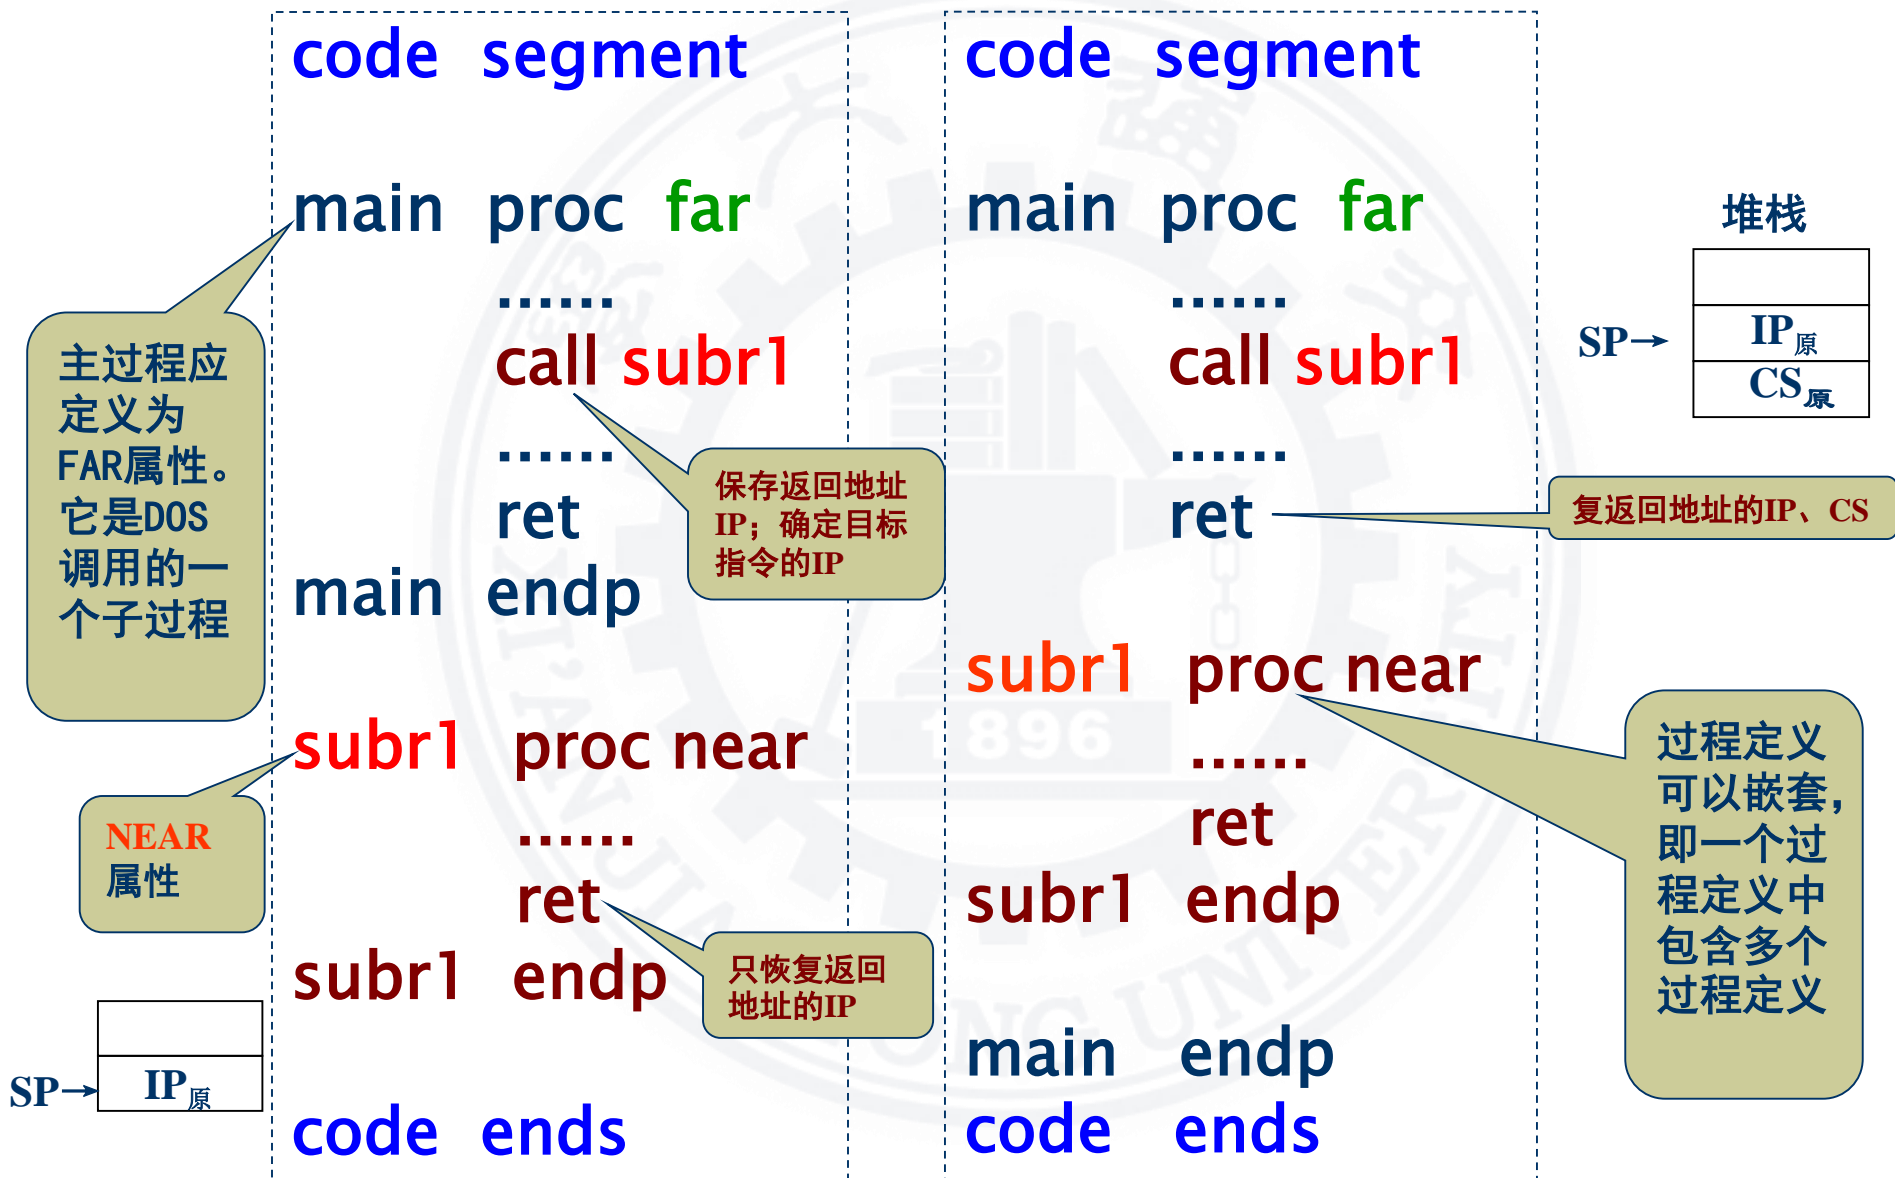 code segment
main proc far
......
call subr1
......
ret
main endp
subr1 proc near
......
ret
subr1 endp
code ends
主过程应
定义为
FAR属性。
它是DOS
调用的一
个子过程
保存返回地址
IP；确定目标
指令的IP
NEAR
属性
只恢复返回
地址的IP
SP→ IP原
code segment
main proc far
......
call subr1
......
ret
subr1 proc near
......
ret
subr1 endp
main endp
code ends
堆栈
SP→ IP原
CS原
复返回地址的IP、CS
过程定义
可以嵌套，
即一个过
程定义中
包含多个
过程定义
XI'AN JIAOTONG UNIVERSITY
1896